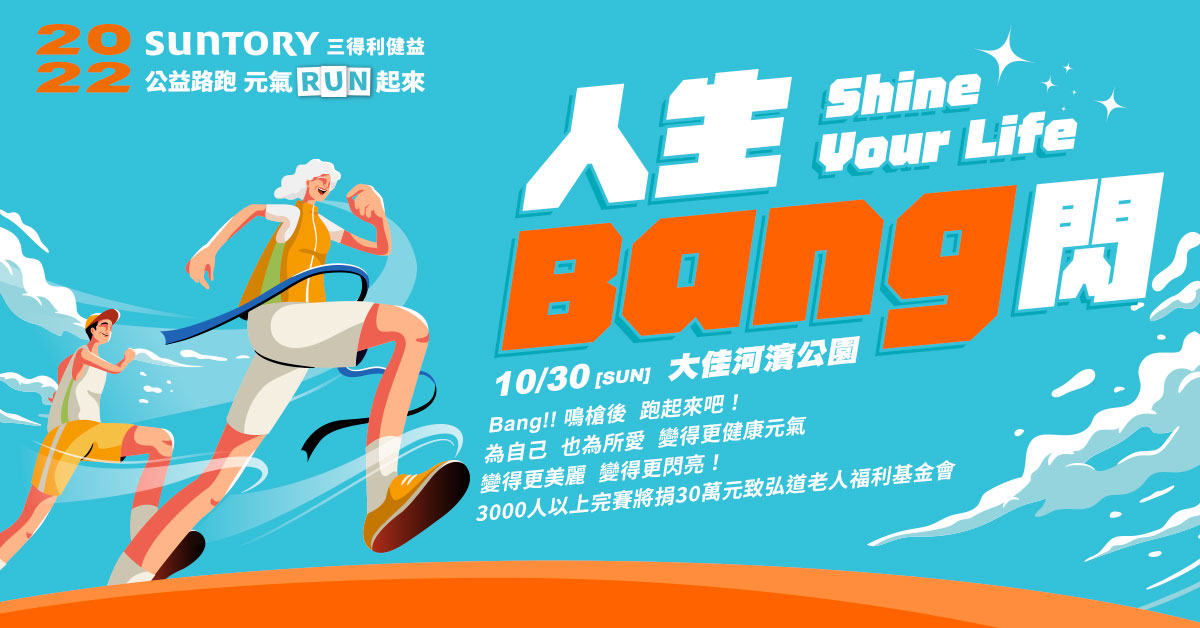 2022
SUNTORY 三得利健益
公益路跑 元氣RUN起來
人生
Shine
Your Life
Bang閃
10/30 [SUN] 大佳河濱公園
Bang!! 鳴槍後 跑起來吧！
為自己 也為所愛 變得更健康元氣
變得更美麗 變得更閃亮！
3000人以上完賽將捐30萬元致弘道老人福利基金會